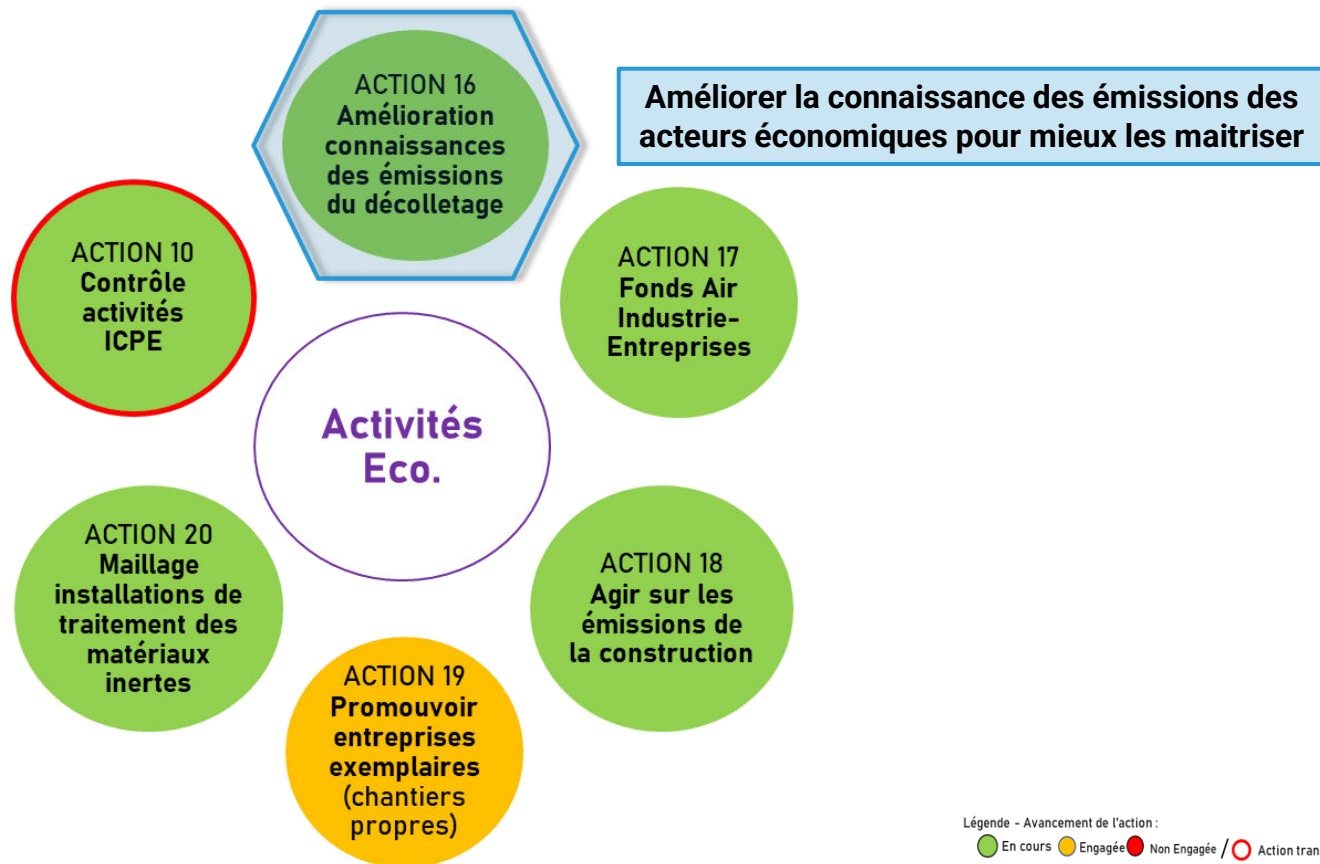 ACTION 16
Amélioration
connaissances
des émissions
du décolletage
Améliorer la connaissance des émissions des
acteurs économiques pour mieux les maitriser
ACTION 10
Contrôle
activités
ICPE
ACTION 17
Fonds Air
Industrie-
Entreprises
Activités
Eco.
ACTION 20
Maillage
installations de
traitement des
matériaux
inertes
ACTION 18
Agir sur les
émissions de
la construction
ACTION 19
Promouvoir
entreprises
exemplaires
(chantiers
propres)
Légende - Avancement de l'action :
En cours Engagée Non Engagée / Action tran